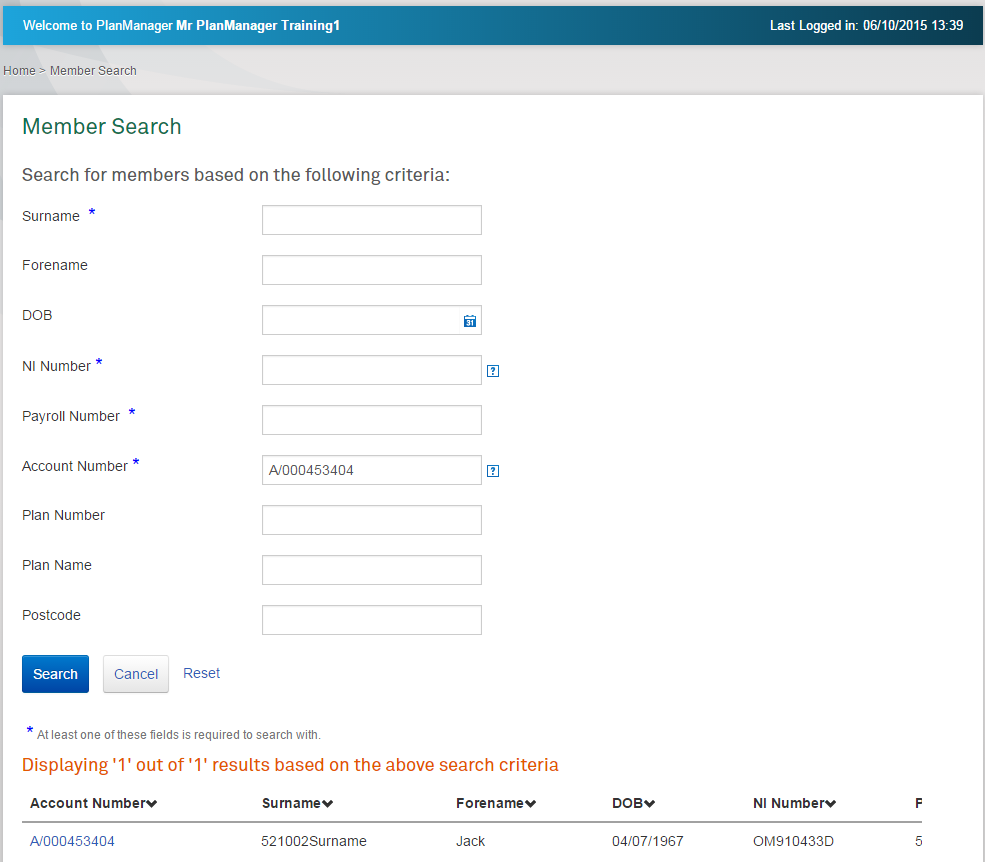 Welcome to PlanManager Mr PlanManager Training1 Last Logged in: 06/10/2015 13:39
Home > Member Search
Member Search
Search for members based on the following criteria:
Surname *
Forename
DOB 31
NI Number * ?
Payroll Number *
Account Number * A/000453404 ?
Plan Number
Plan Name
Postcode
Search Cancel Reset
* At least one of these fields is required to search with.
Displaying '1' out of '1' results based on the above search criteria
Account Number Surname Forename DOB NI Number
A/000453404 521002Surname Jack 04/07/1967 OM910433D 5